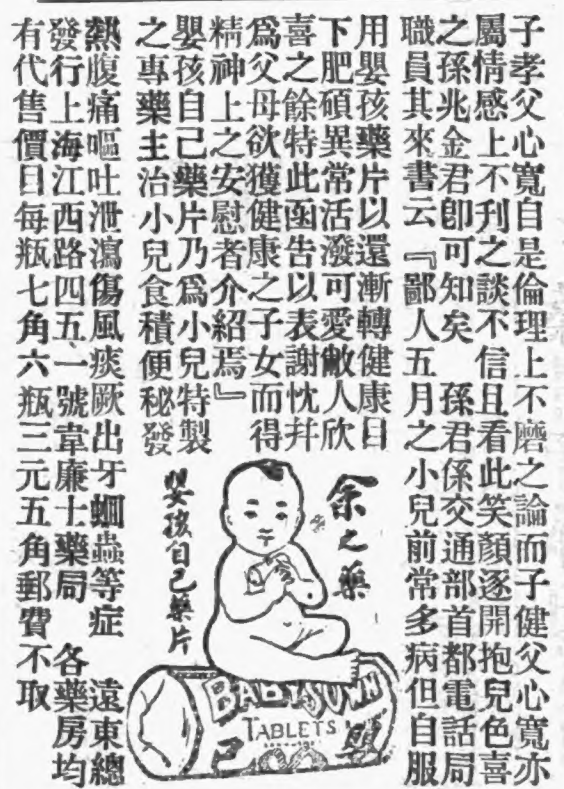 子孝父心寬自是倫理上不磨之論而子健父心寬亦
屬情感上不刊之談不信且看此笑顏逐開抱兒色喜
之孫兆金君卽可知矣　孫君係交通部首都電話局
職員其來書云『鄙人五月之小兒前常多病但自服
用嬰孩藥片以還漸轉健康日
下肥碩異常活潑可愛敝人欣
喜之餘特此函告以表謝忱幷
爲父母欲獲健康之子女而得
精神上之安慰者介紹焉』
嬰孩自己藥片乃爲小兒特製
之專藥主治小兒食積便秘發
熱腹痛嘔吐泄瀉傷風痰厥出牙蛔蟲等症　遠東總
發行上海江西路四五一號韋廉士藥局　各藥房均
有代售價目每瓶七角六瓶三元五角郵費不取
余之藥
嬰孩自己藥片
BABY'S OWN
TABLETS
己